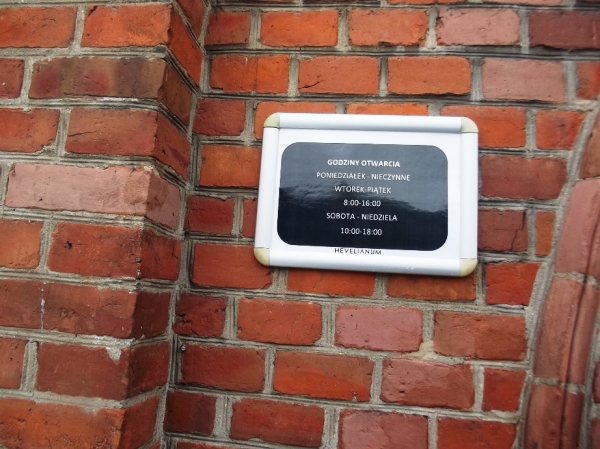 GODZINY OTWARCIA
PONIEDZIAŁEK - NIECZYNNE
WTOREK-PIĄTEK
8:00-16:00
SOBOTA - NIEDZIELA
10:00-18:00
HEVELIANUM